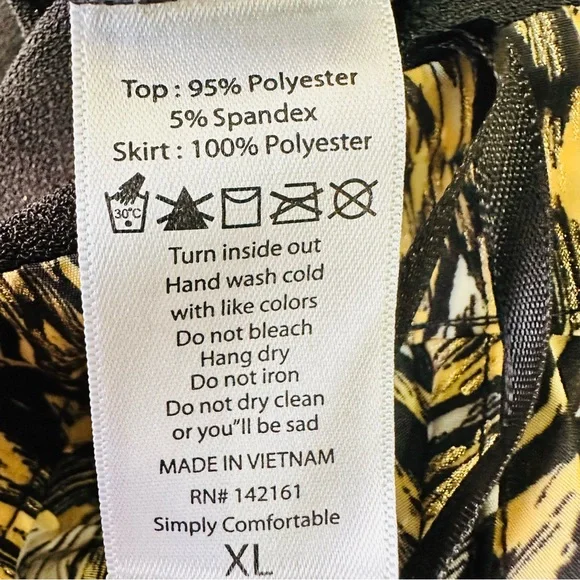 Top : 95% Polyester
5% Spandex
Skirt : 100% Polyester
30°C
Turn inside out
Hand wash cold
with like colors
Do not bleach
Hang dry
Do not iron
Do not dry clean
or you"ll be sad
MADE IN VIETNAM
RN# 142161
Simply Comfortable
XL